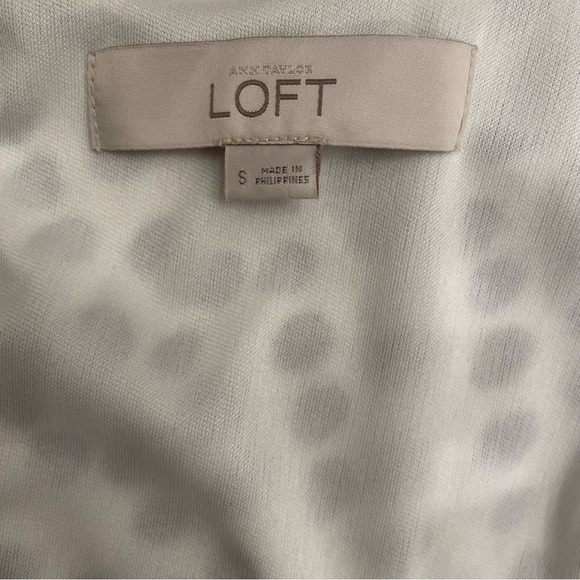 ANN TAYLOR
LOFT
S
MADE IN
PHILIPPINES